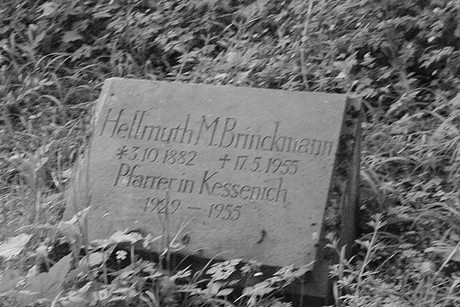 Hellmuth M. Brinckmann
*3.10.1882 +17.5.1955
Pfarrer in Kessenich
1929 – 1955